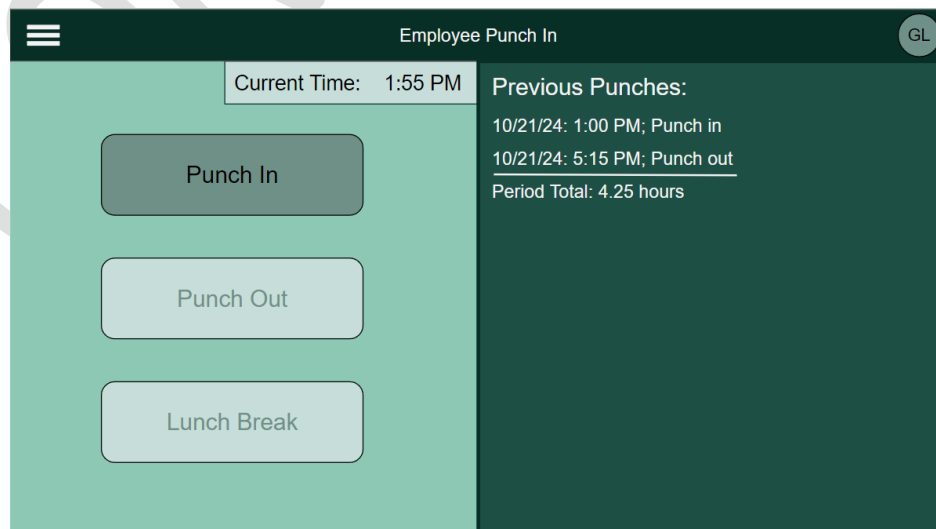 Employee Punch In
GL
Current Time: 1:55 PM
Punch In
Punch Out
Lunch Break
Previous Punches:
10/21/24: 1:00 PM; Punch in
10/21/24: 5:15 PM; Punch out
Period Total: 4.25 hours